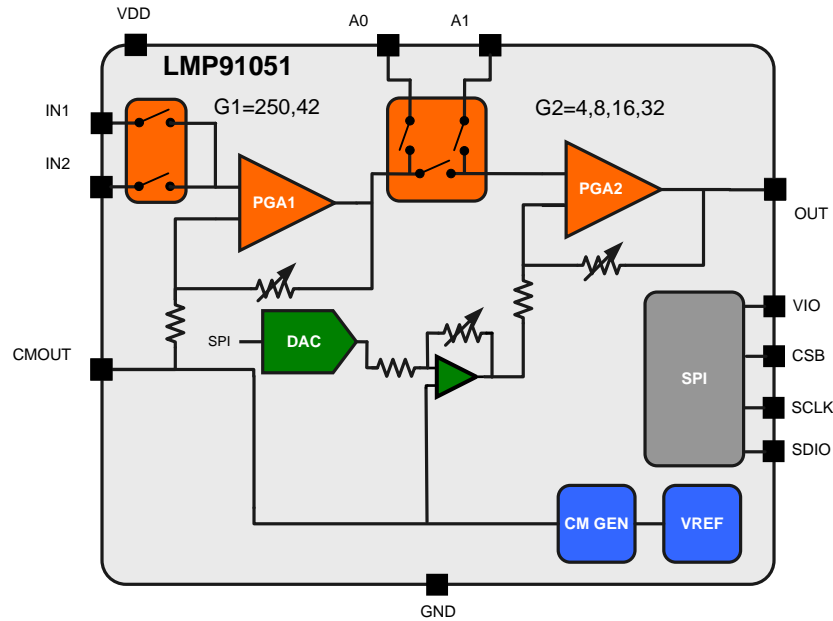 VDD
A0
A1
LMP91051
IN1
G1=250,42
G2=4,8,16,32
IN2
PGA1
PGA2
OUT
VIO
SPI
DAC
CMOUT
CSB
SPI
SCLK
SDIO
CM GEN
VREF
GND